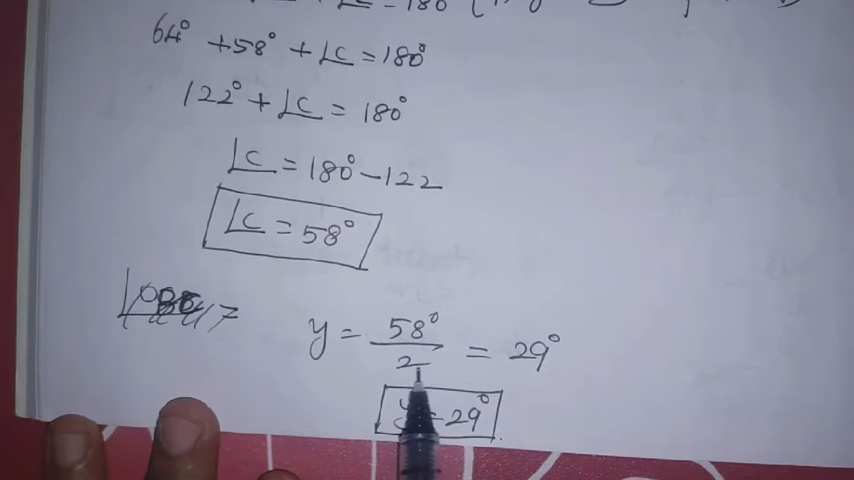 64° + 58° + ∠C = 180°
122° + ∠C = 180°
∠C = 180° - 122
∠C = 58°
y = 58°/2 = 29°
y = 29°